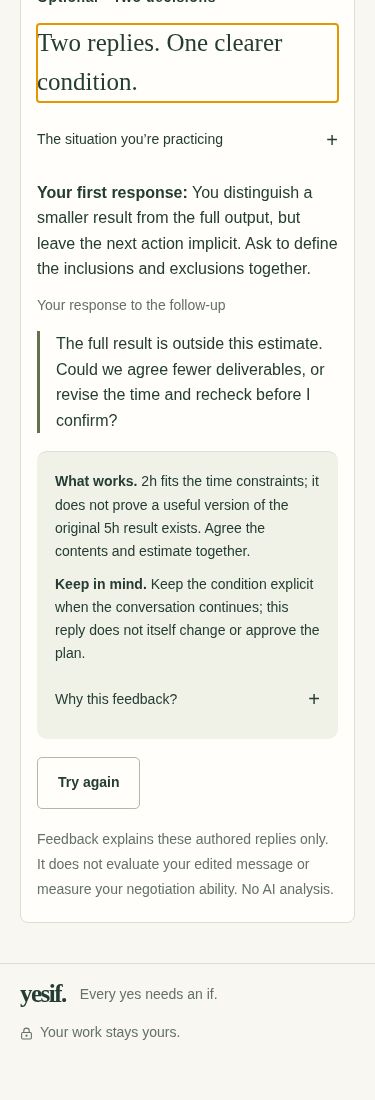 Optional · Two decisions
Two replies. One clearer
condition.
The situation you’re practicing +
Your first response: You distinguish a
smaller result from the full output, but
leave the next action implicit. Ask to define
the inclusions and exclusions together.
Your response to the follow-up
The full result is outside this estimate.
Could we agree fewer deliverables, or
revise the time and recheck before I
confirm?
What works. 2h fits the time constraints; it
does not prove a useful version of the
original 5h result exists. Agree the
contents and estimate together.
Keep in mind. Keep the condition explicit
when the conversation continues; this
reply does not itself change or approve the
plan.
Why this feedback? +
Try again
Feedback explains these authored replies only.
It does not evaluate your edited message or
measure your negotiation ability. No AI analysis.
yesif. Every yes needs an if.
Your work stays yours.